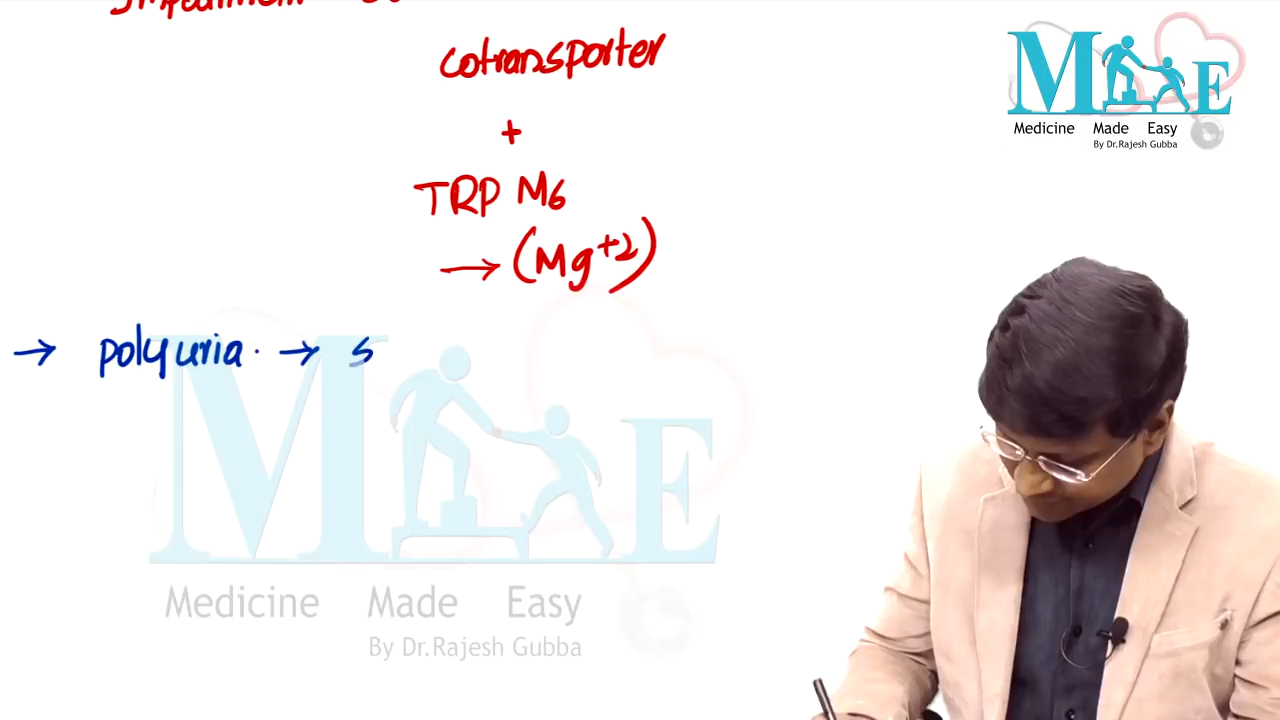 cotransporter
+
TRP M6
→ (Mg+2)
→ polyuria. → s
M E
Medicine Made Easy
By Dr.Rajesh Gubba
M E
Medicine Made Easy
By Dr.Rajesh Gubba